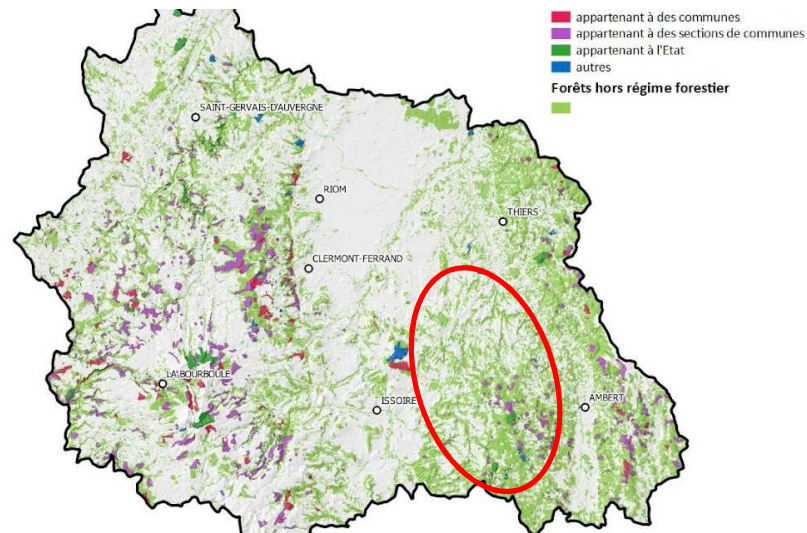 appartenant à des communes
appartenant à des sections de communes
appartenant à l'Etat
autres
Forêts hors régime forestier
SAINT-GERVAIS-D'AUVERGNE
RIOM
THIERS
CLERMONT-FERRAND
LA BOURBOULE
ISSOIRE
AMBERT